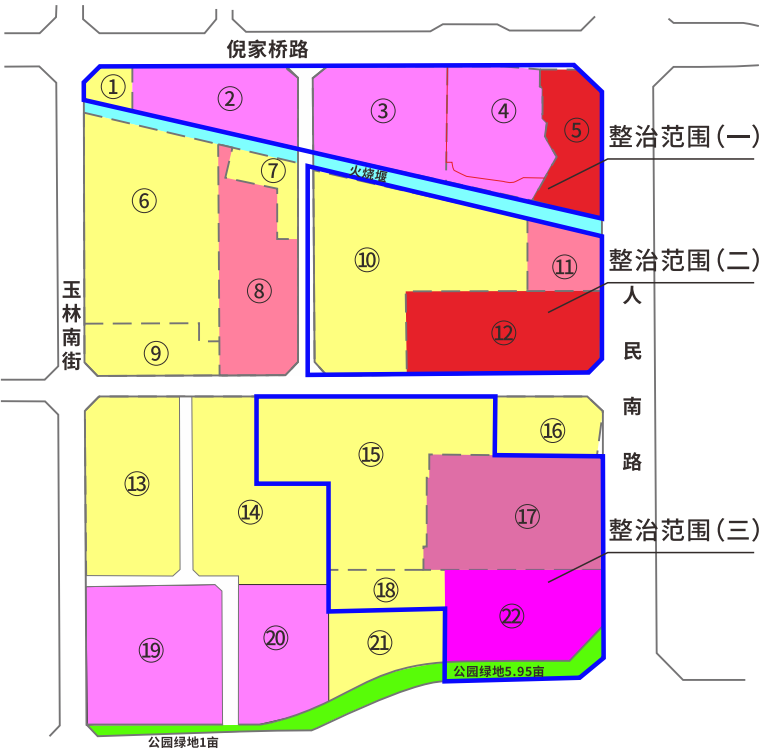 倪家桥路
①
②
③
④
⑤
整治范围(一)
火烧堰
⑦
⑥
⑩
⑪
整治范围(二)
⑧
玉林南街
人民南路
⑫
⑨
⑯
⑮
⑬
⑭
⑰
整治范围(三)
⑱
㉒
⑲
⑳
㉑
公园绿地5.95亩
公园绿地1亩